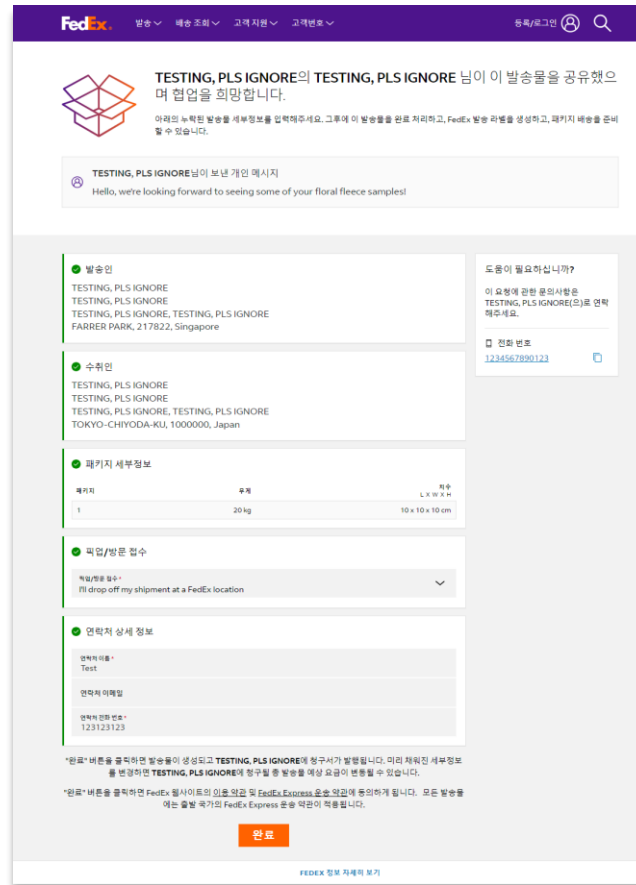 FedEx. 발송 배송 조회 고객 지원 고객번호 등록/로그인
TESTING, PLS IGNORE의 TESTING, PLS IGNORE 님이 이 발송물을 공유했으
며 협업을 희망합니다.
아래의 누락된 발송물 세부정보를 입력해주세요. 그후에 이 발송물을 완료 처리하고, FedEx 발송 라벨을 생성하고, 패키지 배송을 준비
할 수 있습니다.
TESTING, PLS IGNORE님이 보낸 개인 메시지
Hello, we're looking forward to seeing some of your floral fleece samples!
발송인
TESTING, PLS IGNORE
TESTING, PLS IGNORE
TESTING, PLS IGNORE, TESTING, PLS IGNORE
FARRER PARK, 217822, Singapore
도움이 필요하십니까?
이 요청에 관한 문의사항은
TESTING, PLS IGNORE(으)로 연락
해주세요.
전화 번호
1234567890123
수취인
TESTING, PLS IGNORE
TESTING, PLS IGNORE
TESTING, PLS IGNORE, TESTING, PLS IGNORE
TOKYO-CHIYODA-KU, 1000000, Japan
패키지 세부정보
패키지 무게 치수
L X W X H
1 20 kg 10 x 10 x 10 cm
픽업/방문 접수
픽업/방문 접수*
I'll drop off my shipment at a FedEx location
연락처 상세 정보
연락처 이름*
Test
연락처 이메일
연락처 전화 번호*
123123123
"완료" 버튼을 클릭하면 발송물이 생성되고 TESTING, PLS IGNORE에 청구서가 발행됩니다. 미리 채워진 세부정보
를 변경하면 TESTING, PLS IGNORE에 청구될 총 발송물 예상 요금이 변동될 수 있습니다.
"완료" 버튼을 클릭하면 FedEx 웹사이트의 이용 약관 및 FedEx Express 운송 약관에 동의하게 됩니다. 모든 발송물
에는 출발 국가의 FedEx Express 운송 약관이 적용됩니다.
완료
FEDEX 정보 자세히 보기